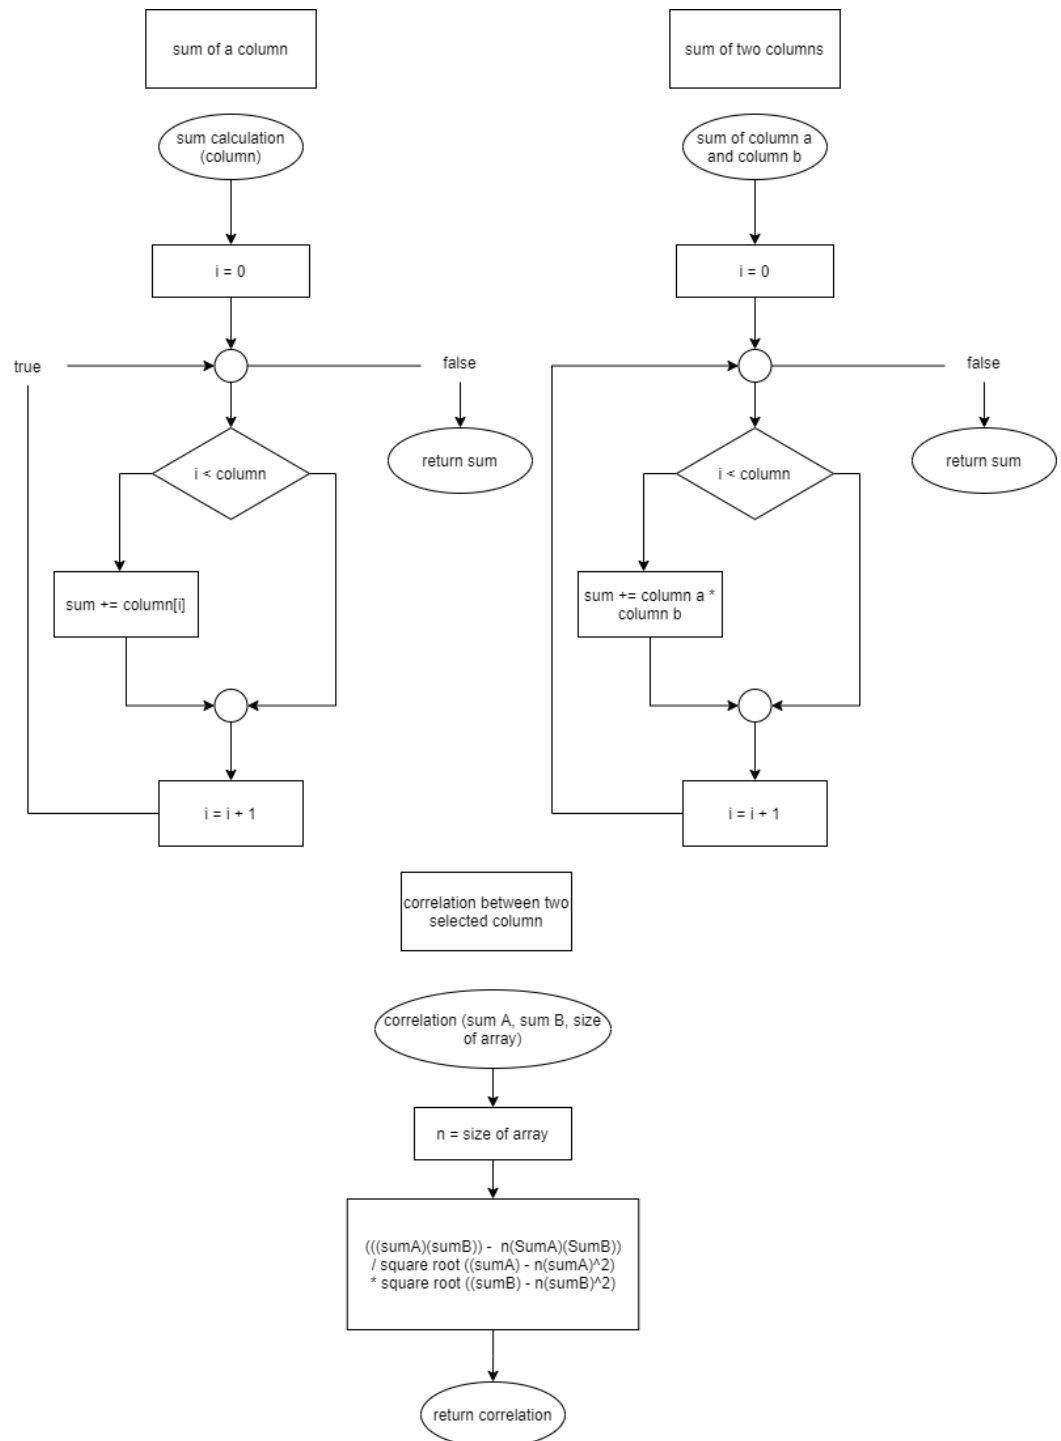 sum of a column
sum calculation
(column)
i = 0
true
false
i < column
return sum
sum += column[i]
i = i + 1
sum of two columns
sum of column a
and column b
i = 0
false
i < column
return sum
sum += column a *
column b
i = i + 1
correlation between two
selected column
correlation (sum A, sum B, size
of array)
n = size of array
(((sumA)(sumB)) - n(SumA)(SumB))
/ square root ((sumA) - n(sumA)^2)
* square root ((sumB) - n(sumB)^2)
return correlation